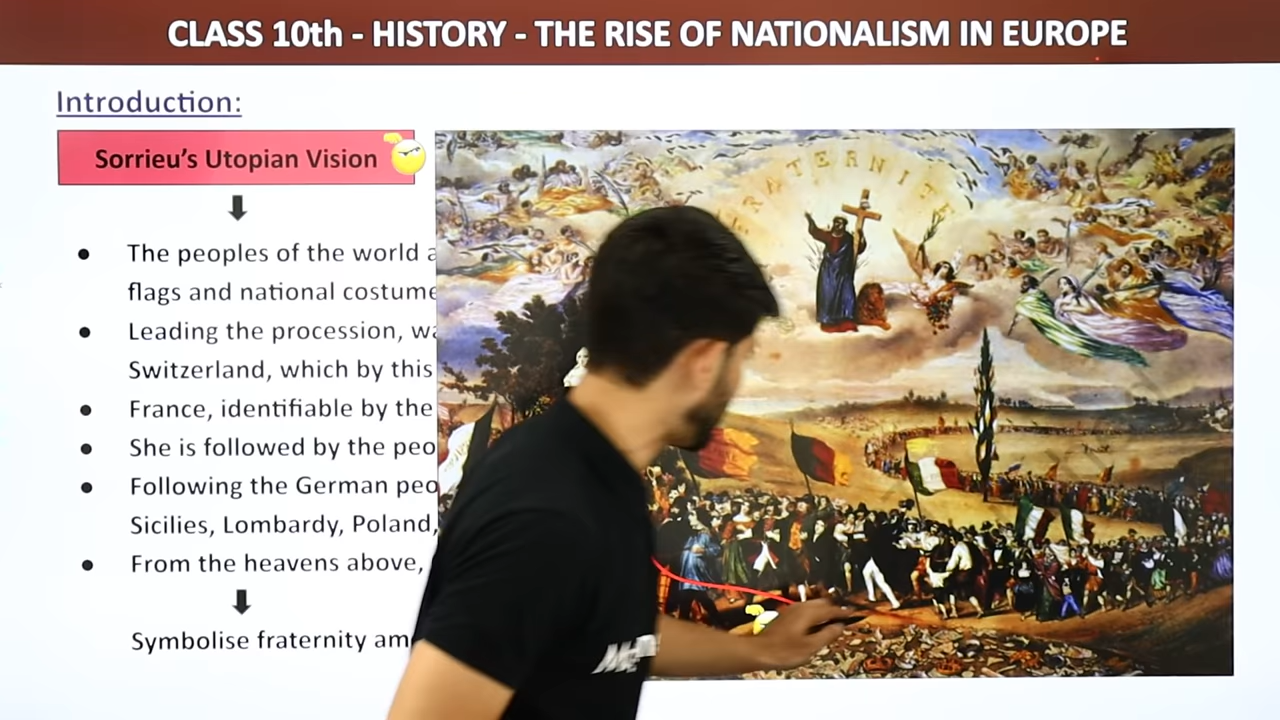 CLASS 10th - HISTORY - THE RISE OF NATIONALISM IN EUROPE
Introduction:
Sorrieu's Utopian Vision
FRATERNITE
The peoples of the world a
flags and national costume
Leading the procession, wa
Switzerland, which by this
France, identifiable by the
She is followed by the peo
Following the German peo
Sicilies, Lombardy, Poland,
From the heavens above,
Symbolise fraternity am